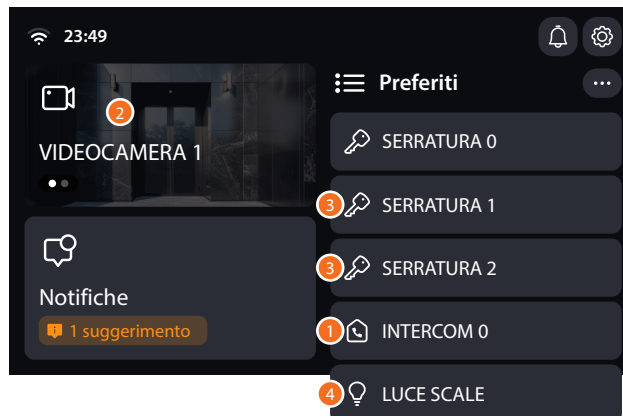 23:49
2
VIDEOCAMERA 1
Notifiche
1 suggerimento
Preferiti
SERRATURA 0
3 SERRATURA 1
3 SERRATURA 2
1 INTERCOM 0
4 LUCE SCALE